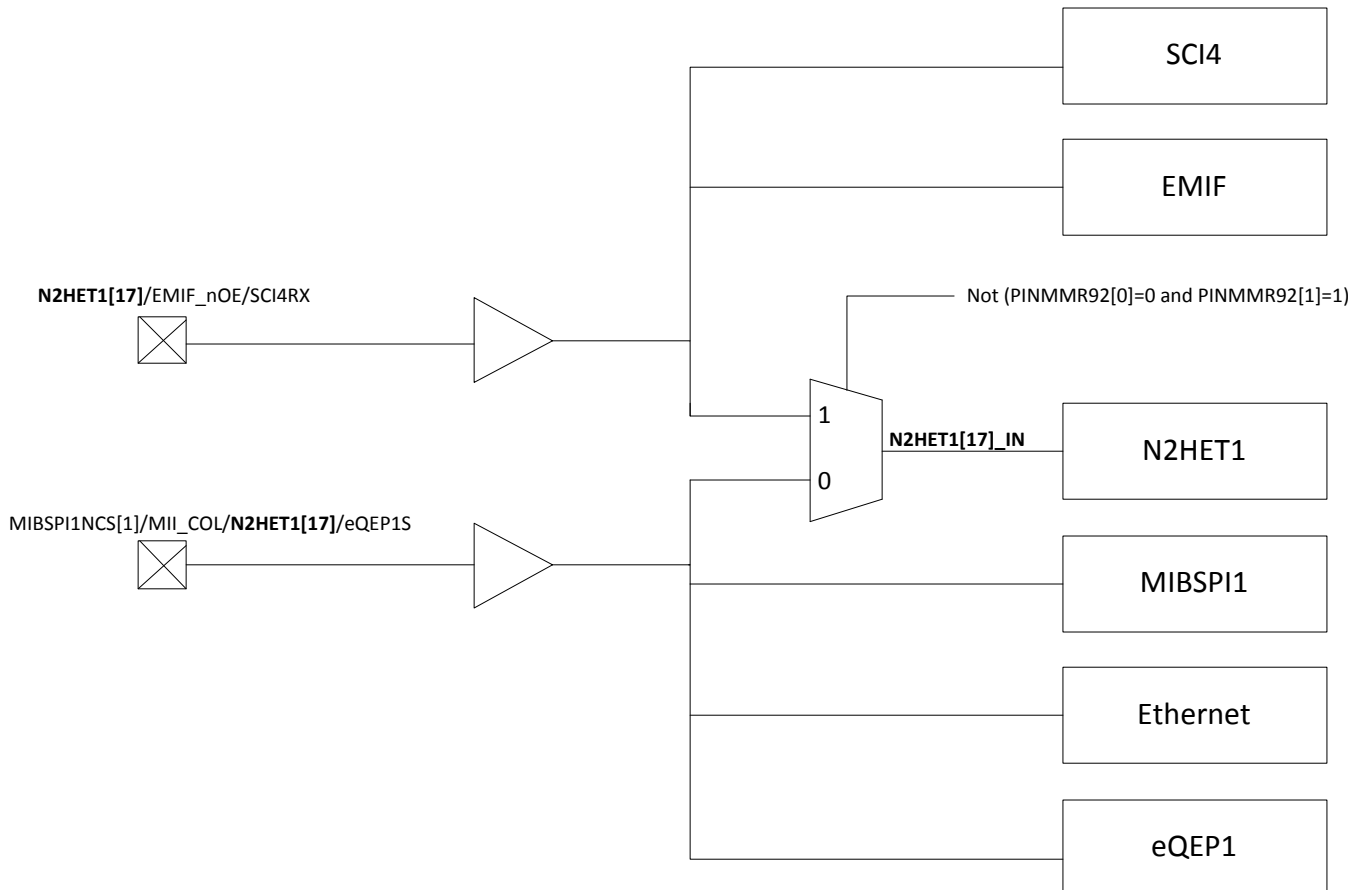 SCI4
EMIF
N2HET1[17]/EMIF_nOE/SCI4RX
Not (PINMMR92[0]=0 and PINMMR92[1]=1)
1
N2HET1[17]_IN
N2HET1
0
MIBSPI1NCS[1]/MII_COL/N2HET1[17]/eQEP1S
MIBSPI1
Ethernet
eQEP1